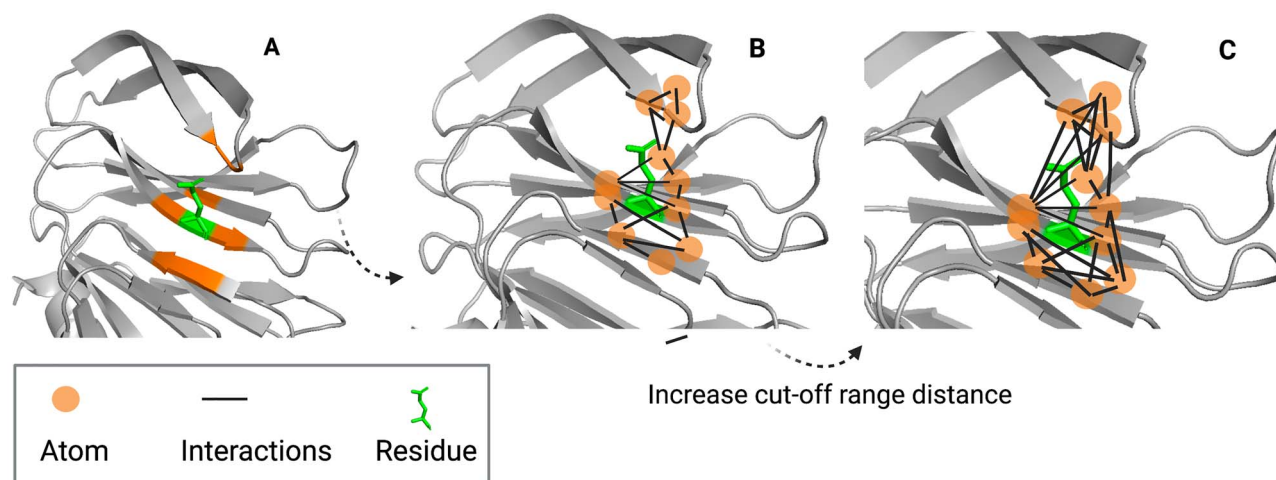 A
B
C
Increase cut-off range distance
Atom
Interactions
Residue